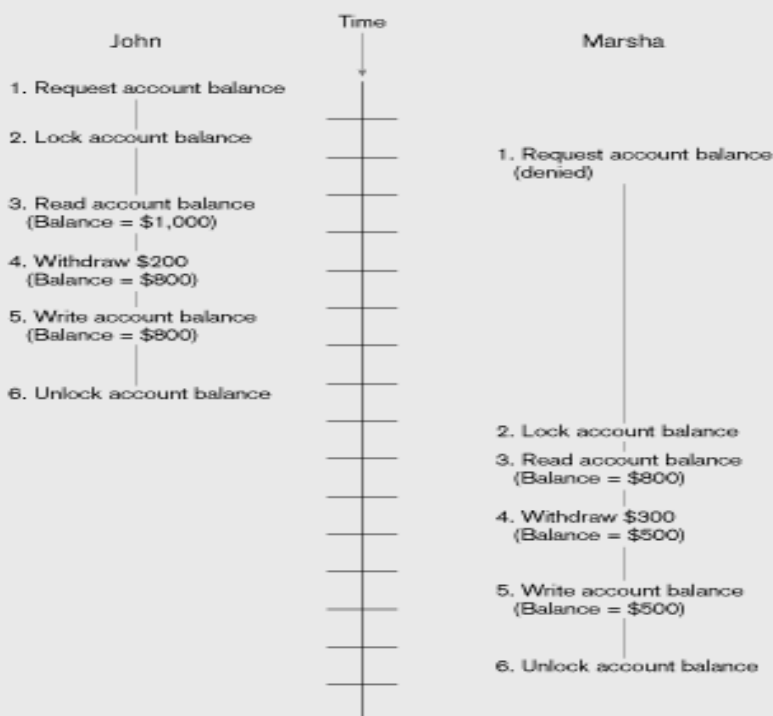 Time
John
Marsha
1. Request account balance
2. Lock account balance
3. Read account balance
(Balance = $1,000)
4. Withdraw $200
(Balance = $800)
5. Write account balance
(Balance = $800)
6. Unlock account balance
1. Request account balance
(denied)
2. Lock account balance
3. Read account balance
(Balance = $800)
4. Withdraw $300
(Balance = $500)
5. Write account balance
(Balance = $500)
6. Unlock account balance